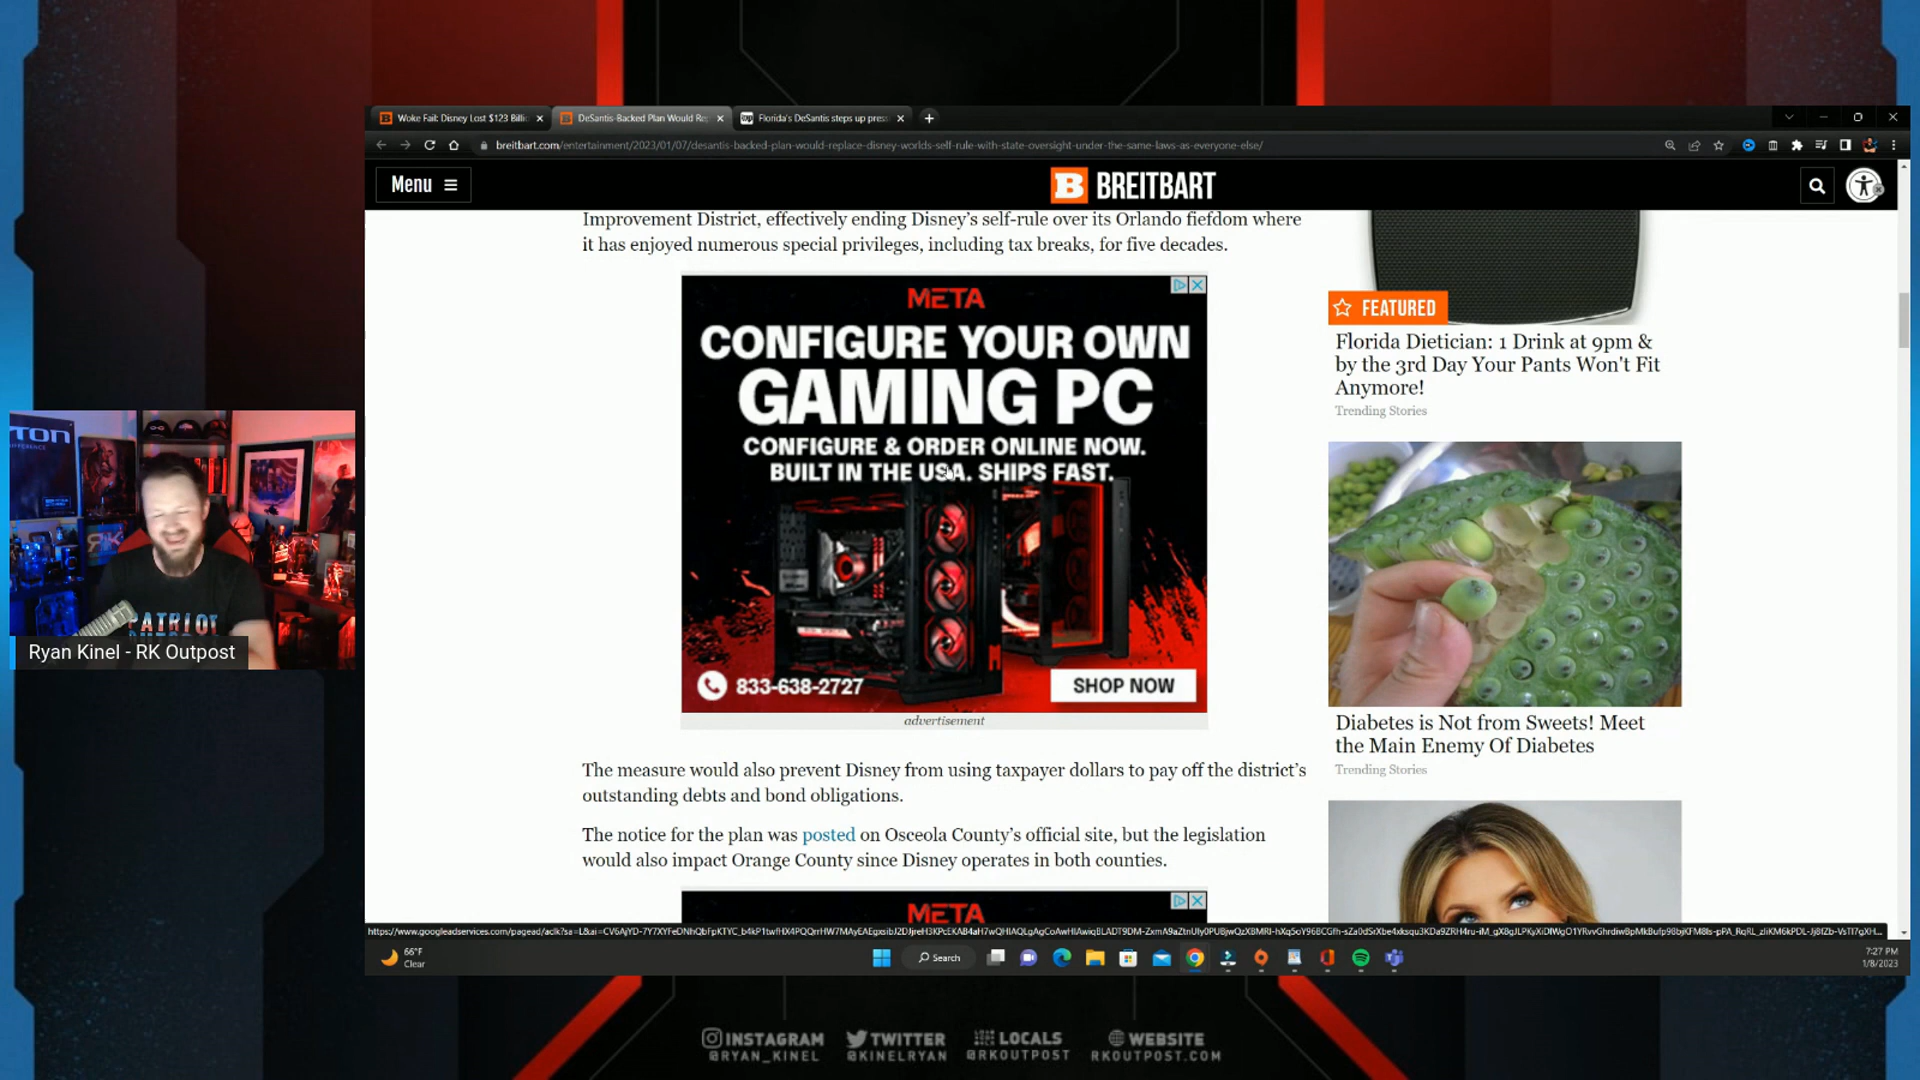 Woke Fail: Disney Lost $123 Billi
DeSantis-Backed Plan Would Re
Florida's DeSantis steps up pres
breitbart.com/entertainment/2023/01/07/desantis-backed-plan-would-replace-disney-worlds-self-rule-with-state-oversight-under-the-same-laws-as-everyone-else/
Menu
B BREITBART
Improvement District, effectively ending Disney's self-rule over its Orlando fiefdom where
it has enjoyed numerous special privileges, including tax breaks, for five decades.
META
CONFIGURE YOUR OWN
GAMING PC
CONFIGURE & ORDER ONLINE NOW.
BUILT IN THE USA. SHIPS FAST.
833-638-2727
SHOP NOW
advertisement
The measure would also prevent Disney from using taxpayer dollars to pay off the district's
outstanding debts and bond obligations.
The notice for the plan was posted on Osceola County's official site, but the legislation
would also impact Orange County since Disney operates in both counties.
META
FEATURED
Florida Dietician: 1 Drink at 9pm &
by the 3rd Day Your Pants Won't Fit
Anymore!
Trending Stories
Diabetes is Not from Sweets! Meet
the Main Enemy Of Diabetes
Trending Stories
TON
PATRIOT
Ryan Kinel - RK Outpost
66°F
Clear
Search
7:27 PM
1/8/2023
INSTAGRAM
@RYAN_KINEL
TWITTER
@KINELRYAN
LOCALS
@RKOUTPOST
WEBSITE
RKOUTPOST.COM